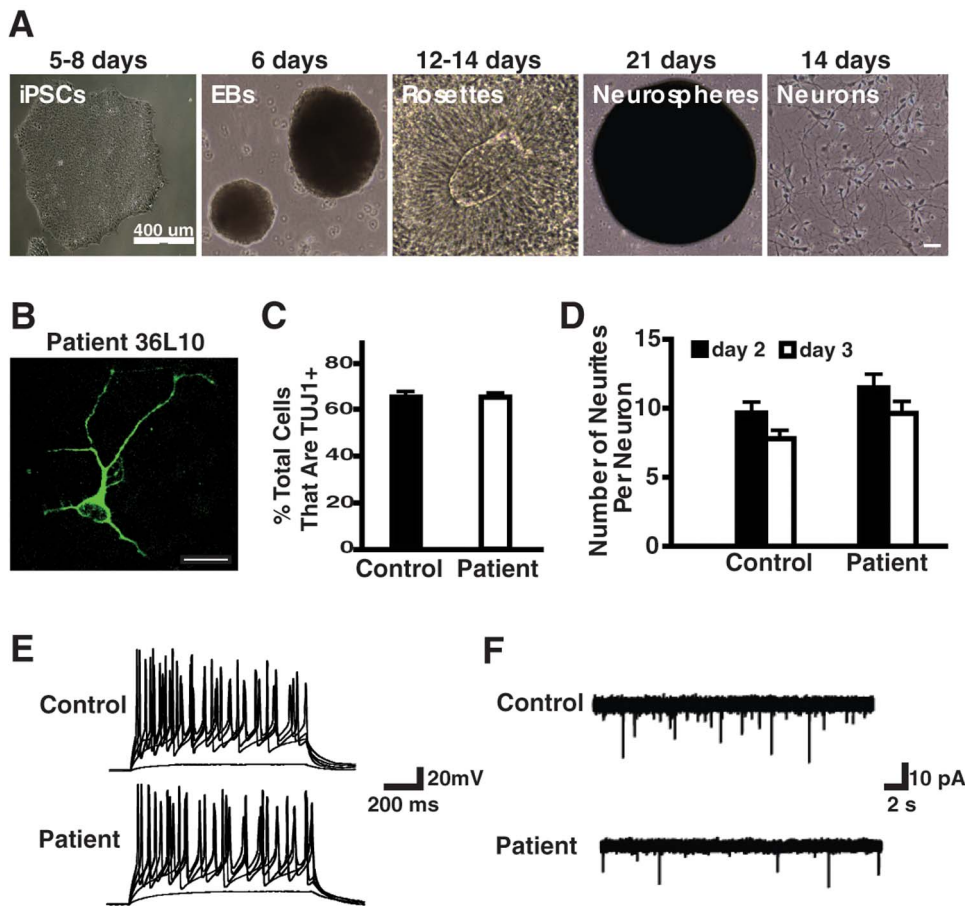 A
5-8 days
6 days
12-14 days
21 days
14 days
iPSCs
EBs
Rosettes
Neurospheres
Neurons
400 um
B
Patient 36L10
C
% Total Cells
That Are TUJ1+
80
60
40
20
0
Control
Patient
D
Number of Neurites
Per Neuron
15
10
5
0
day 2
day 3
Control
Patient
E
Control
Patient
20mV
200 ms
F
Control
Patient
10 pA
2 s